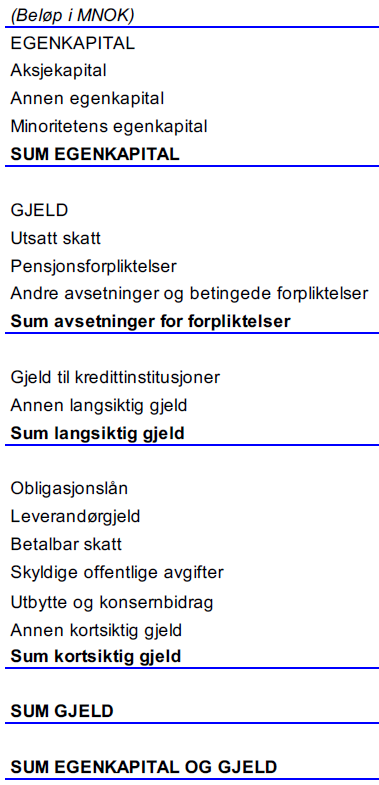 (Beløp i MNOK)
EGENKAPITAL
Aksjekapital
Annen egenkapital
Minoritetens egenkapital
SUM EGENKAPITAL
GJELD
Utsatt skatt
Pensjonsforpliktelser
Andre avsetninger og betingede forpliktelser
Sum avsetninger for forpliktelser
Gjeld til kredittinstitusjoner
Annen langsiktig gjeld
Sum langsiktig gjeld
Obligasjonslån
Leverandørgjeld
Betalbar skatt
Skyldige offentlige avgifter
Utbytte og konsernbidrag
Annen kortsiktig gjeld
Sum kortsiktig gjeld
SUM GJELD
SUM EGENKAPITAL OG GJELD